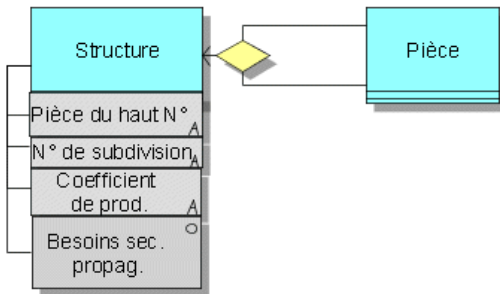 Structure
Pièce
Pièce du haut N°
A
N° de subdivision
A
Coefficient
de prod.
A
Besoins sec.
propag.